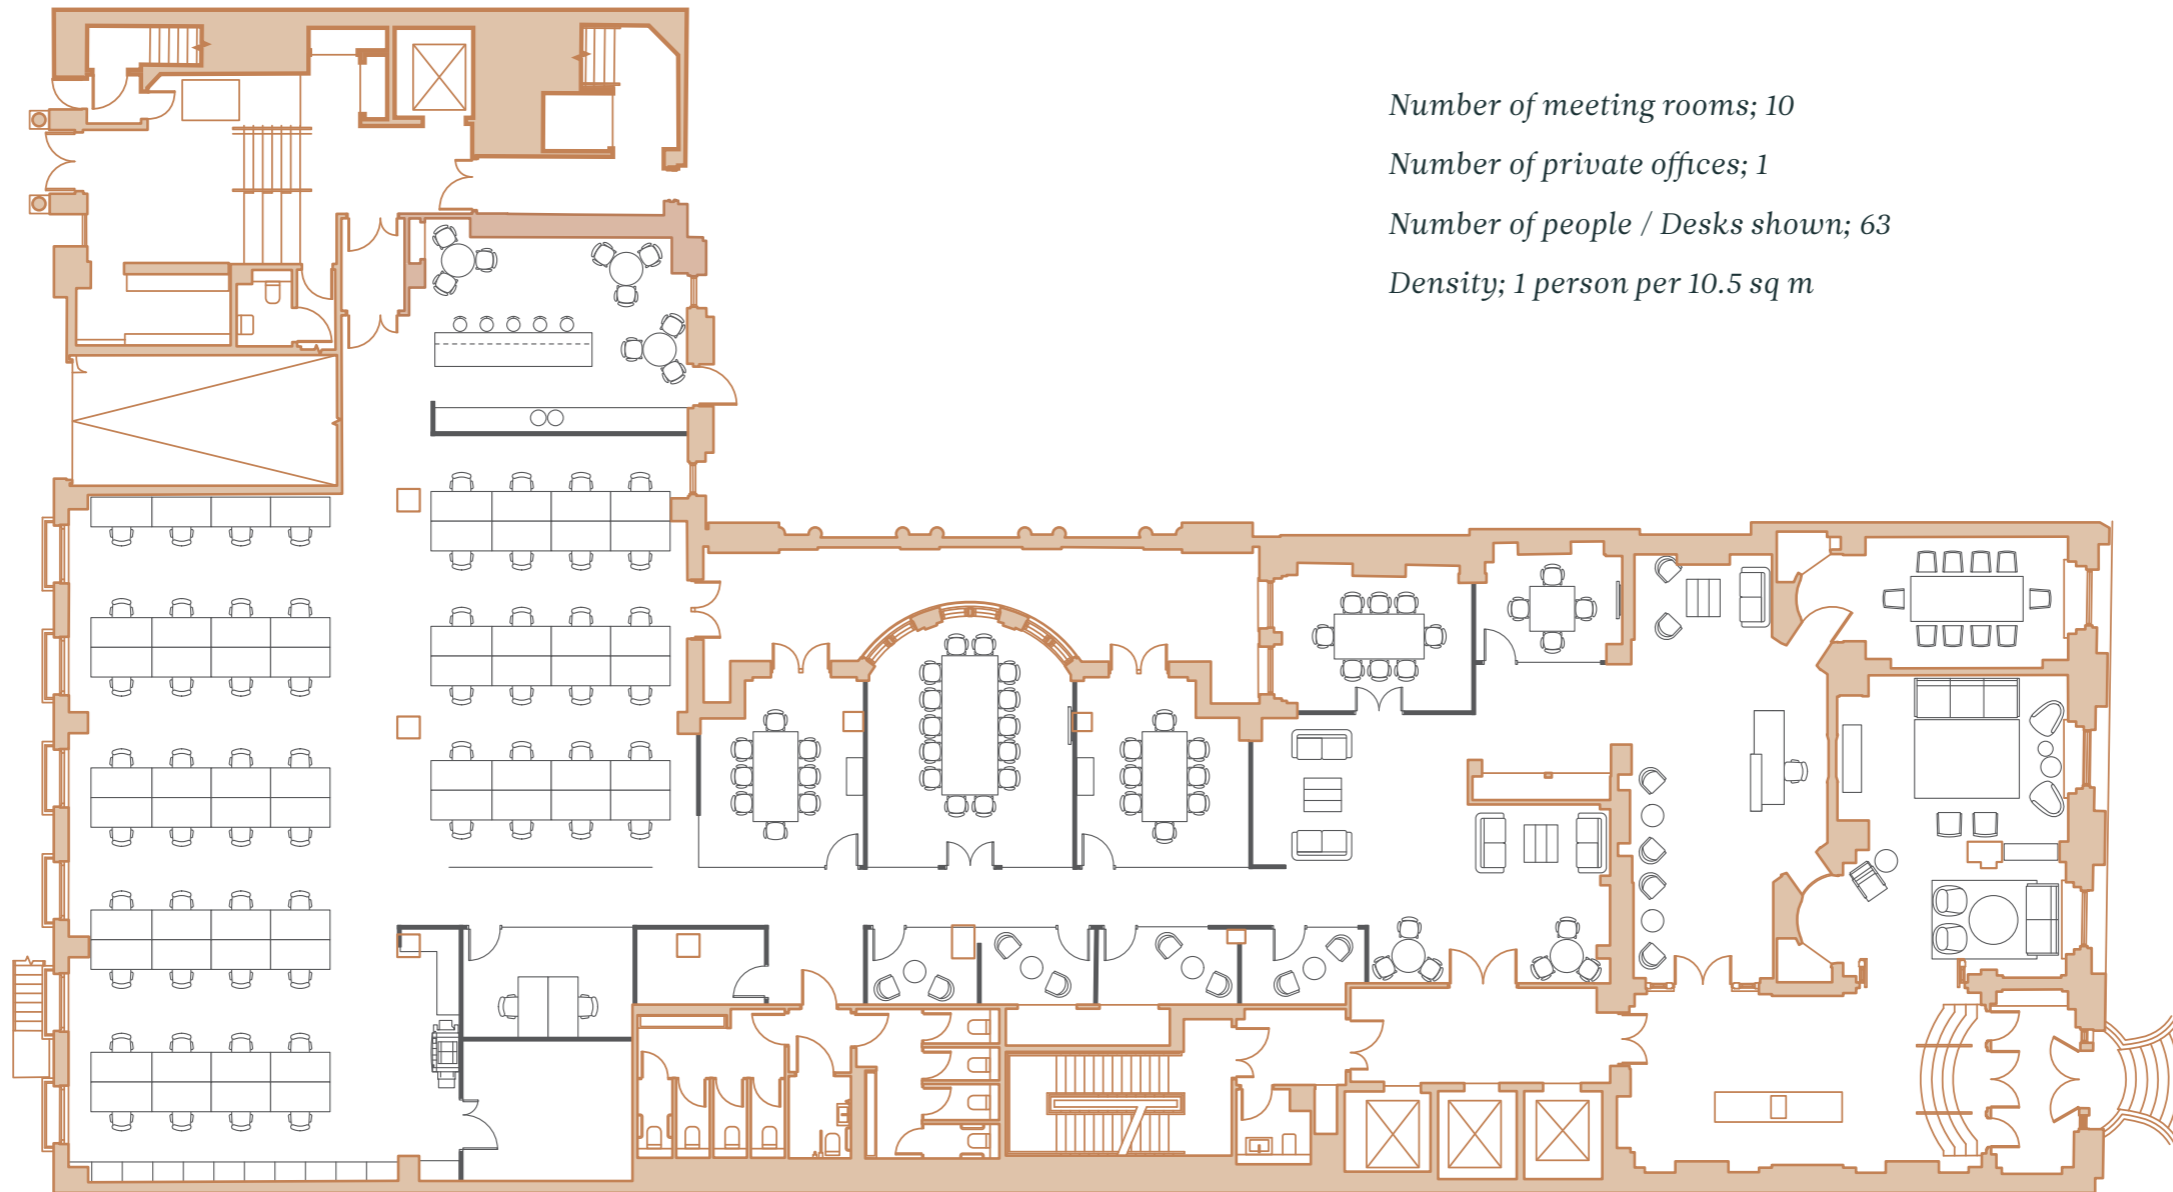 Number of meeting rooms; 10
Number of private offices; 1
Number of people / Desks shown; 63
Density; 1 person per 10.5 sq m